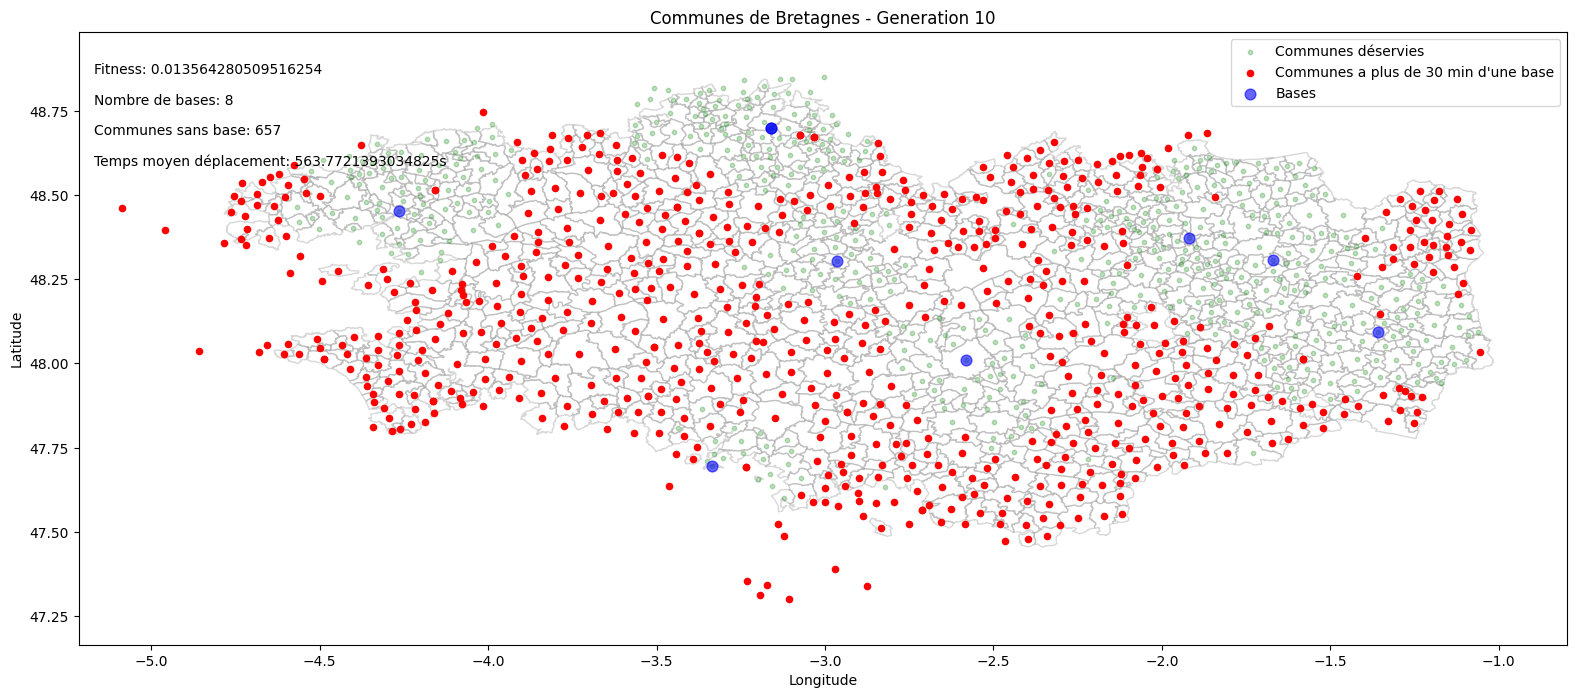 Communes de Bretagnes - Generation 10
Fitness: 0.013564280509516254
Nombre de bases: 8
Communes sans base: 657
Temps moyen déplacement: 563.7721393034825s
Communes déservies
Communes a plus de 30 min d'une base
Bases
Latitude
48.75
48.50
48.25
48.00
47.75
47.50
47.25
−5.0
−4.5
−4.0
−3.5
−3.0
−2.5
−2.0
−1.5
−1.0
Longitude